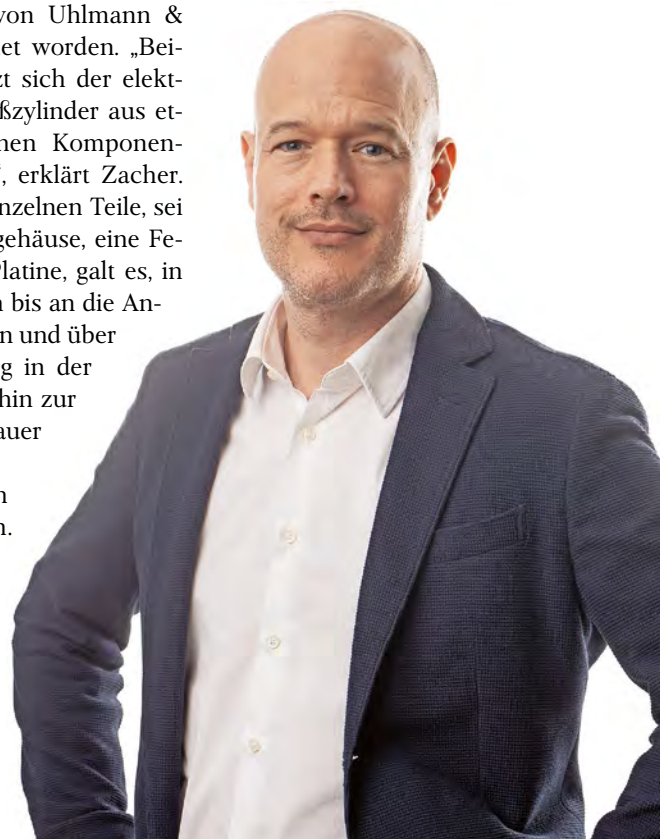 von Uhlmann &
et worden. „Bei-
t sich der elekt-
ßzylinder aus et-
nen Komponen-
, erklärt Zacher.
nzelnen Teile, sei
gehäuse, eine Fe-
Platine, galt es, in
bis an die An-
n und über
g in der
hin zur
auer
n.